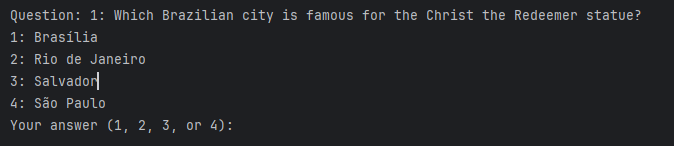 Question: 1: Which Brazilian city is famous for the Christ the Redeemer statue?
1: Brasília
2: Rio de Janeiro
3: Salvador
4: São Paulo
Your answer (1, 2, 3, or 4):